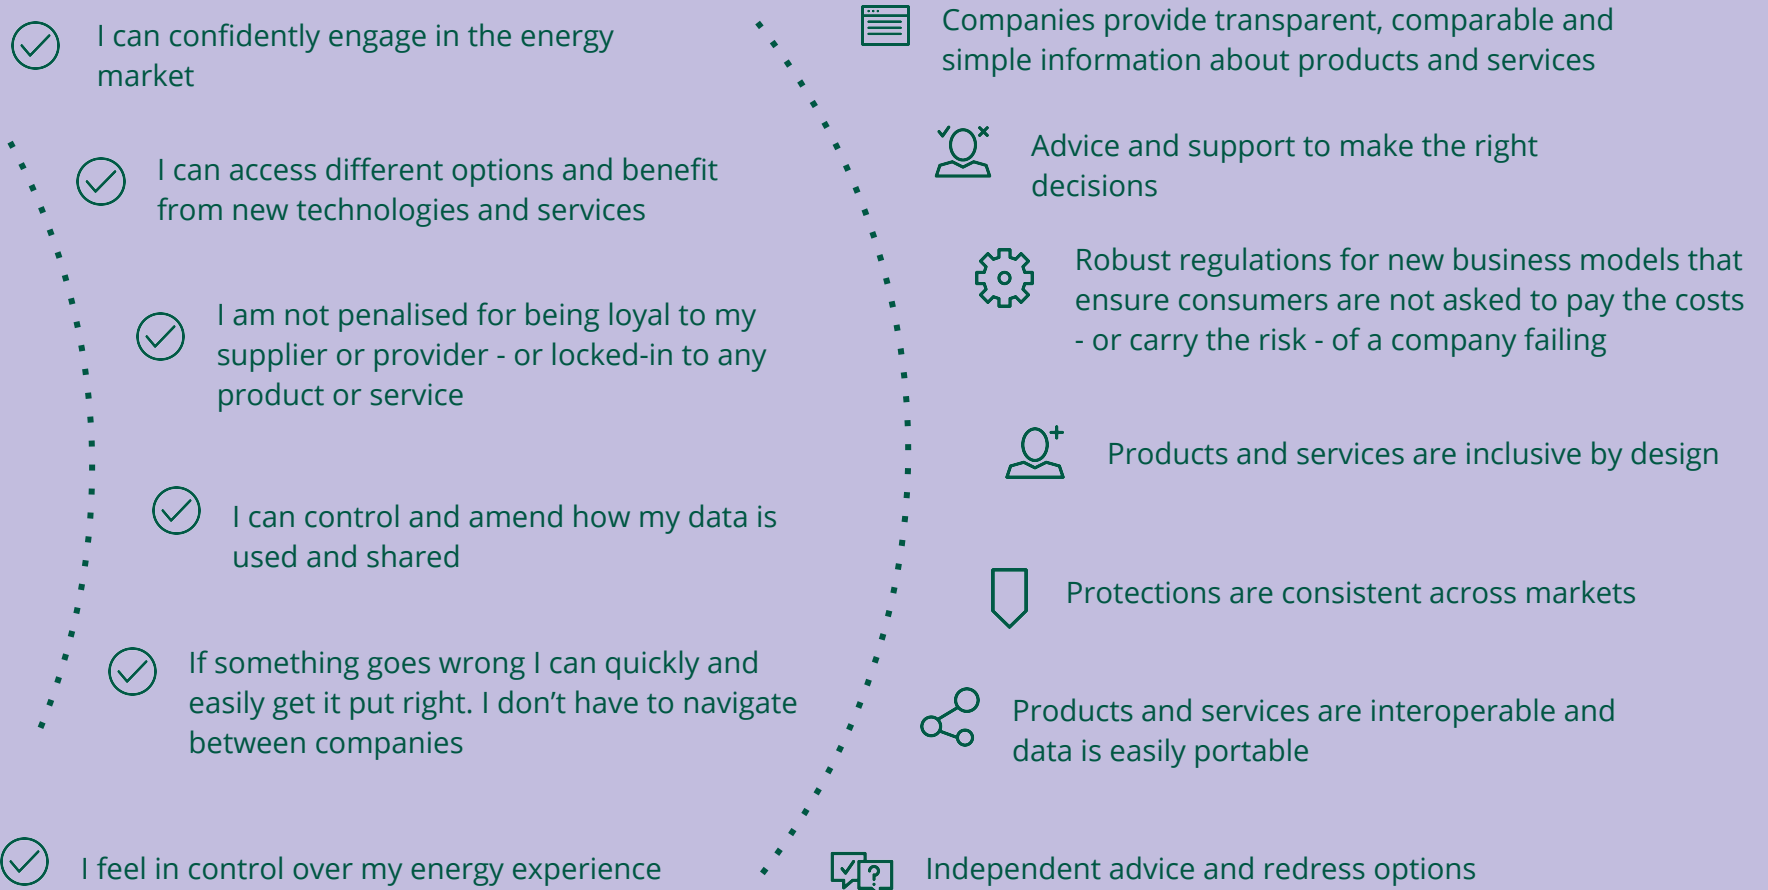 I can confidently engage in the energy
market
I can access different options and benefit
from new technologies and services
I am not penalised for being loyal to my
supplier or provider - or locked-in to any
product or service
I can control and amend how my data is
used and shared
If something goes wrong I can quickly and
easily get it put right. I don’t have to navigate
between companies
I feel in control over my energy experience
Companies provide transparent, comparable and
simple information about products and services
Advice and support to make the right
decisions
Robust regulations for new business models that
ensure consumers are not asked to pay the costs
- or carry the risk - of a company failing
Products and services are inclusive by design
Protections are consistent across markets
Products and services are interoperable and
data is easily portable
Independent advice and redress options